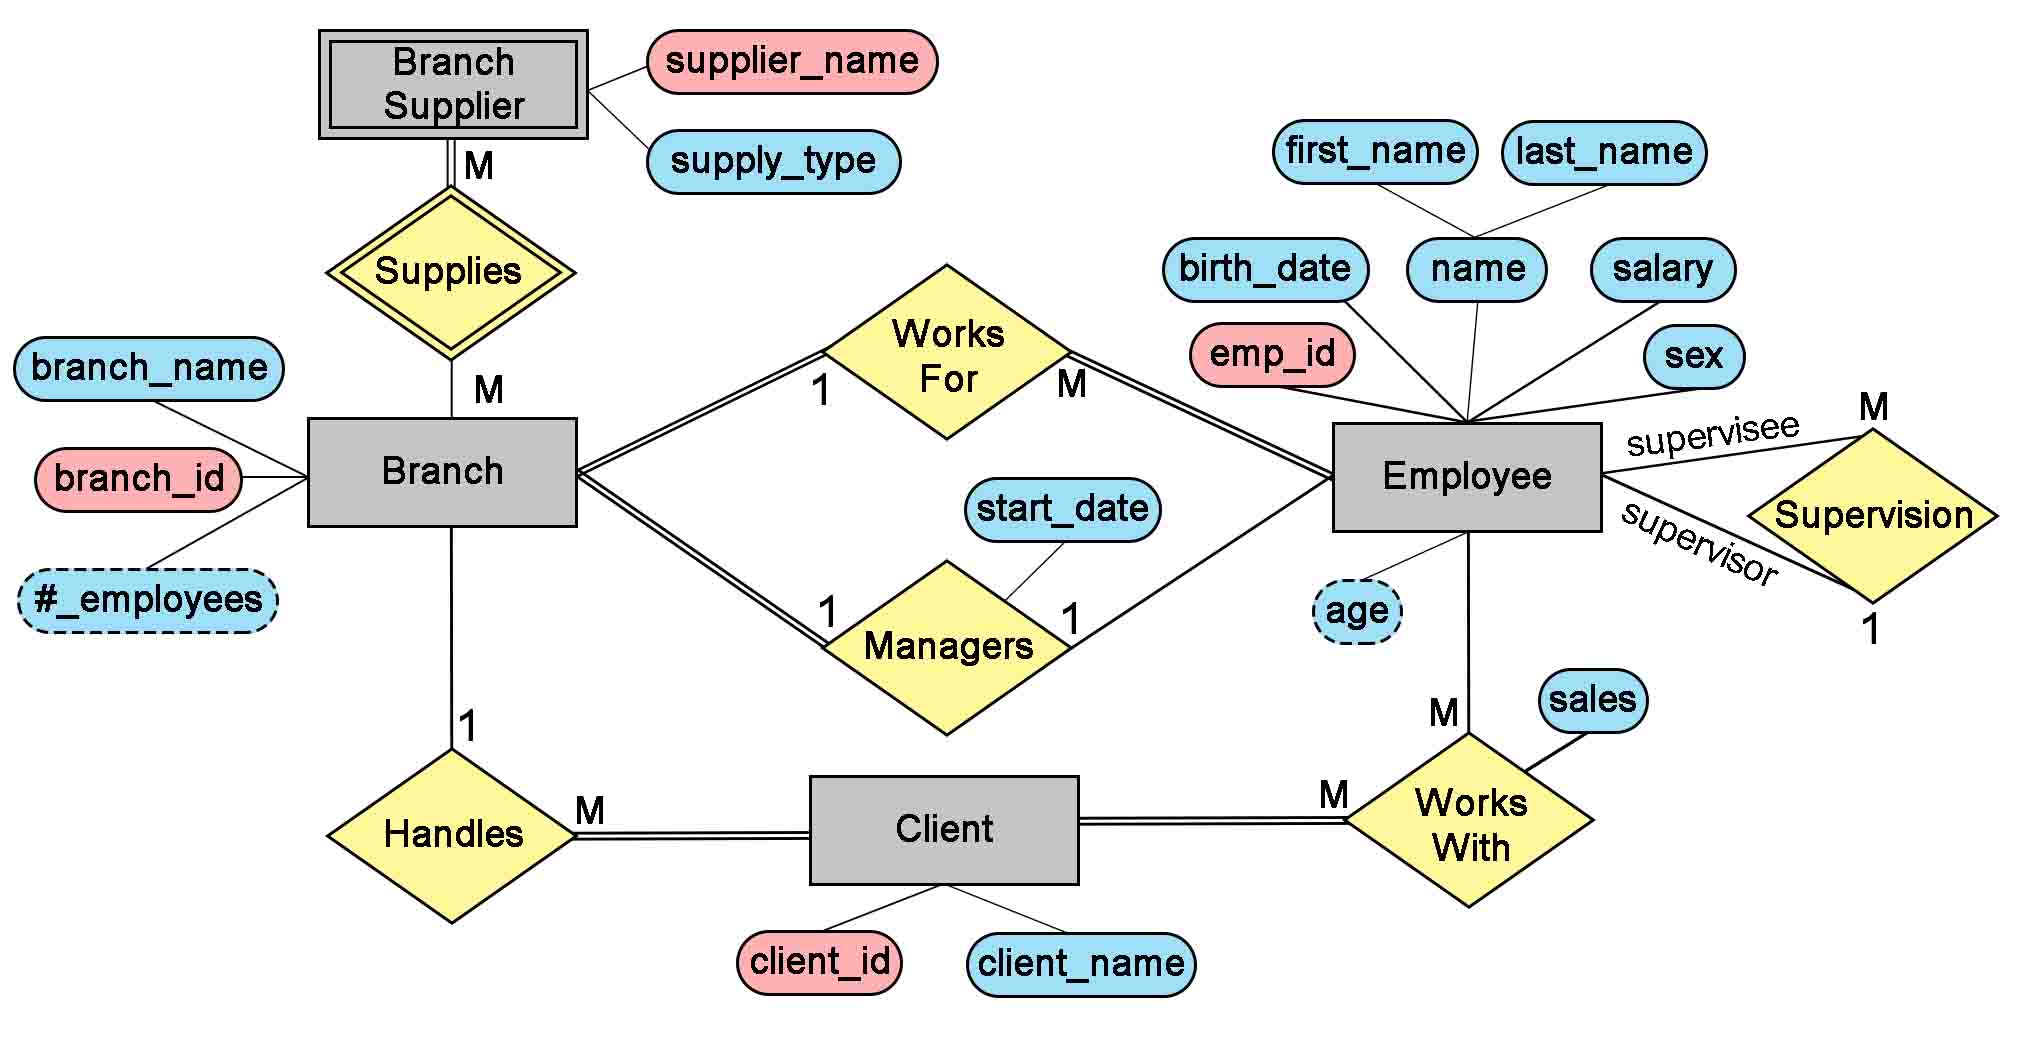 Branch
Supplier
supplier_name
supply_type
M
Supplies
M
first_name
last_name
birth_date
name
salary
emp_id
sex
branch_name
branch_id
#_employees
Branch
Works
For
1
M
Employee
supervisee
M
Supervision
supervisor
1
start_date
1
Managers
1
age
sales
1
Handles
M
Client
M
M
Works
With
client_id
client_name